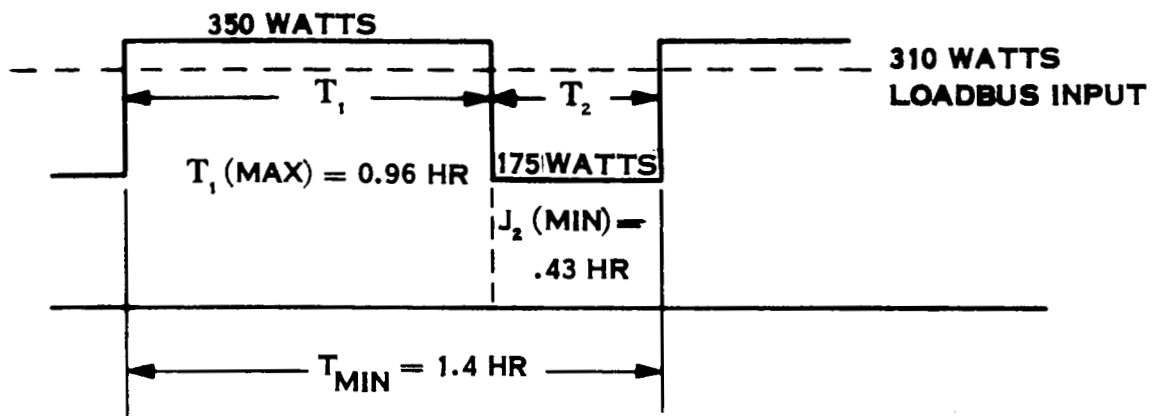 350 WATTS
310 WATTS
LOADBUS INPUT
T₁
T₂
T₁ (MAX) = 0.96 HR
175 WATTS
J₂ (MIN) =
.43 HR
T_MIN = 1.4 HR